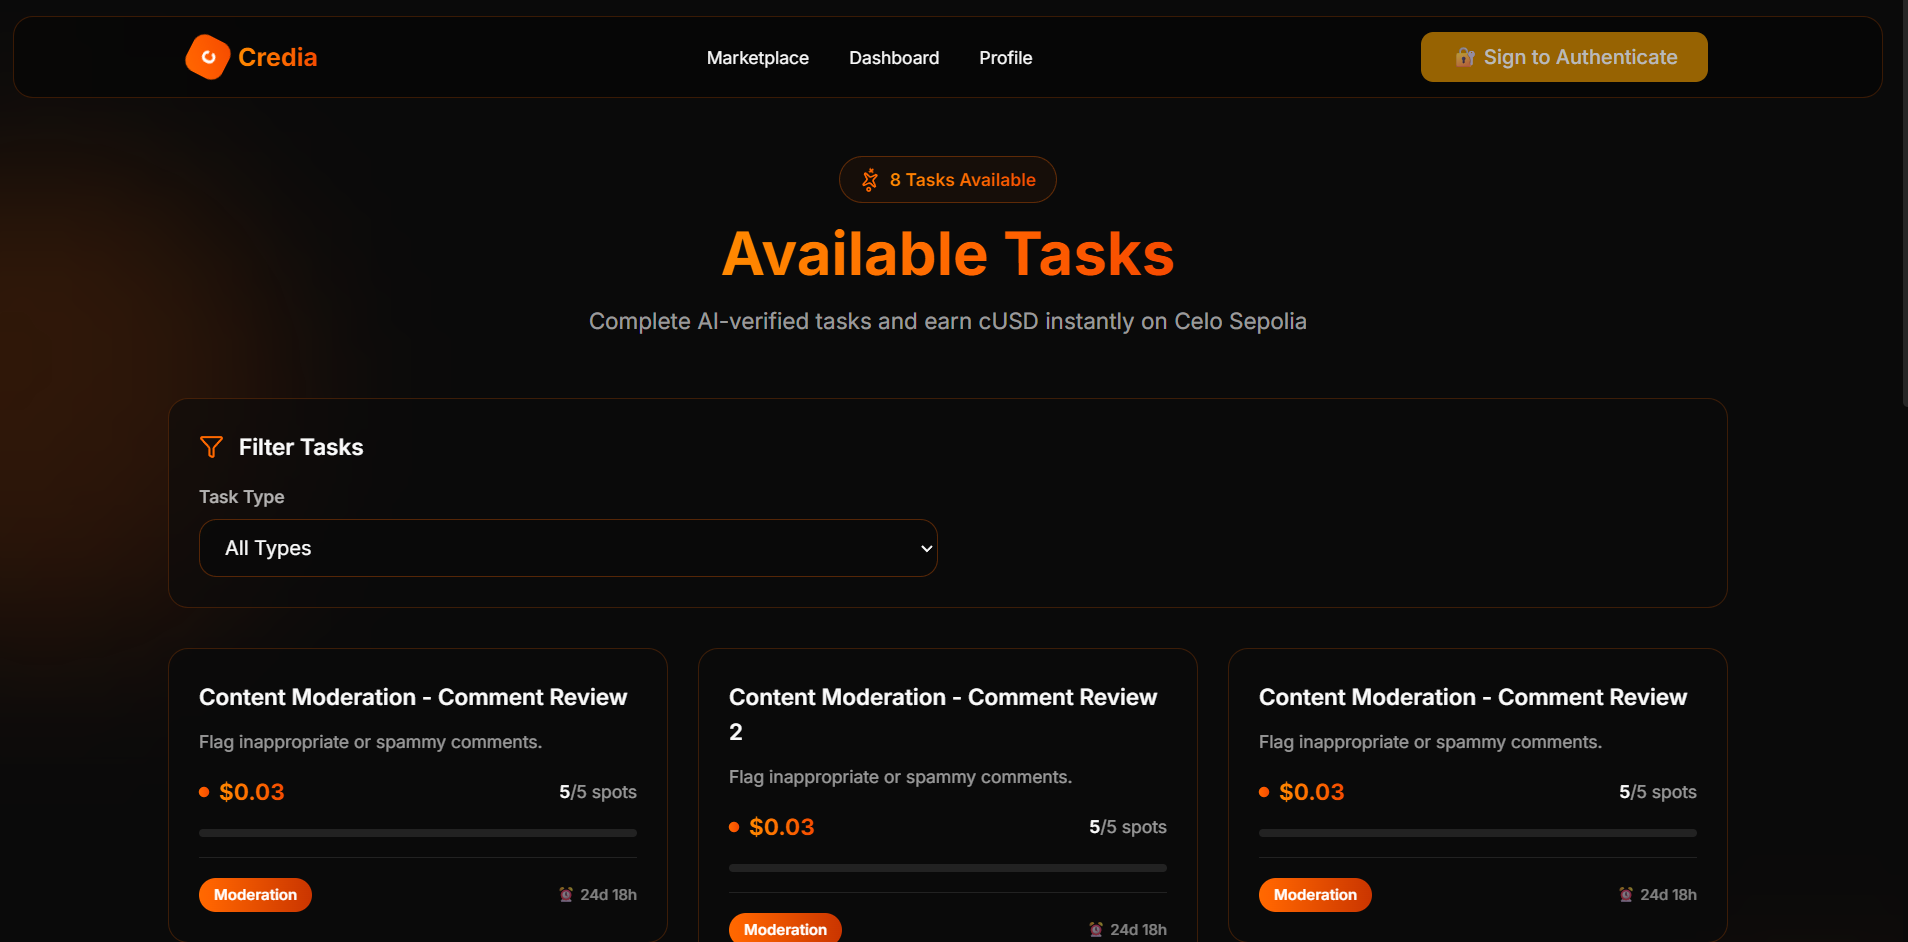 Credia
Marketplace
Dashboard
Profile
🔐 Sign to Authenticate
8 Tasks Available
Available Tasks
Complete AI-verified tasks and earn cUSD instantly on Celo Sepolia
Filter Tasks
Task Type
All Types
Content Moderation - Comment Review
Flag inappropriate or spammy comments.
$0.03
5/5 spots
Moderation
⏰ 24d 18h
Content Moderation - Comment Review
2
Flag inappropriate or spammy comments.
$0.03
5/5 spots
Moderation
⏰ 24d 18h
Content Moderation - Comment Review
Flag inappropriate or spammy comments.
$0.03
5/5 spots
Moderation
⏰ 24d 18h